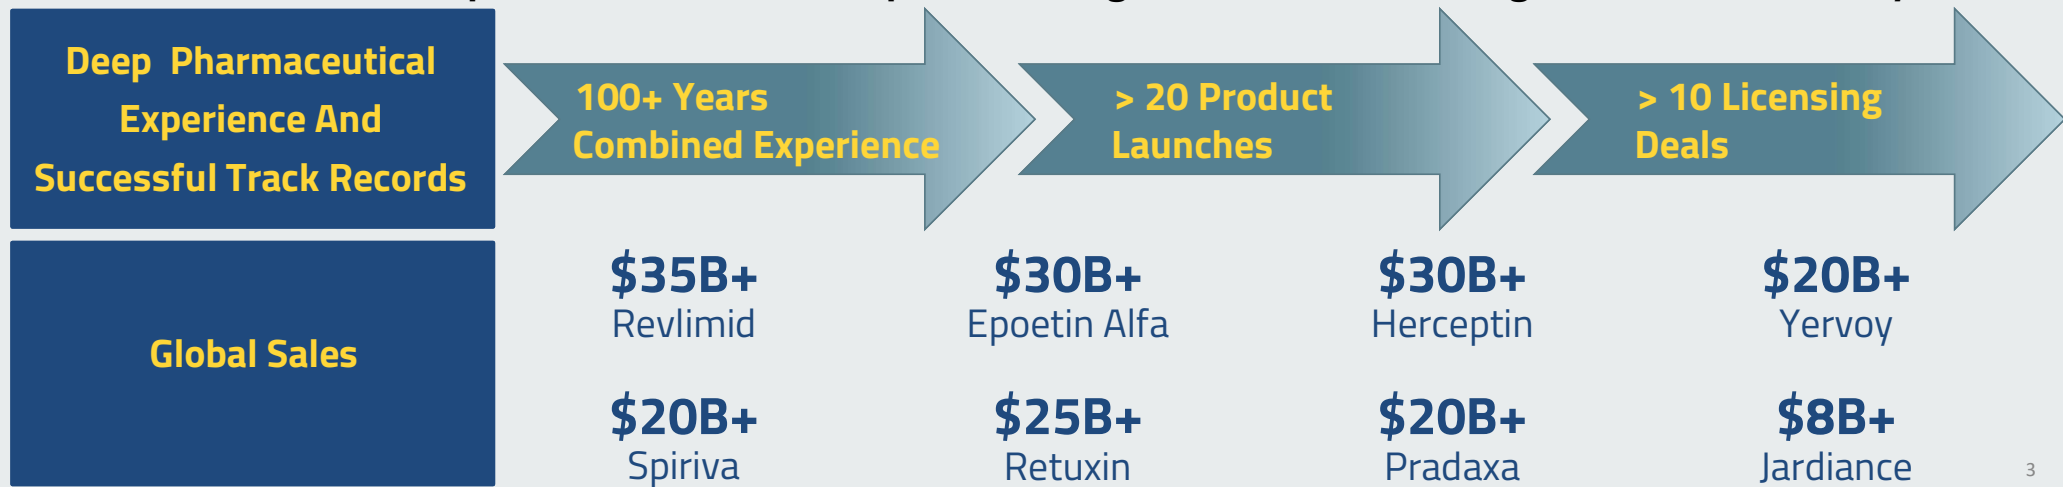 Deep Pharmaceutical
Experience And
Successful Track Records
100+ Years
Combined Experience
> 20 Product
Launches
> 10 Licensing
Deals
Global Sales
$35B+
Revlimid
$30B+
Epoetin Alfa
$30B+
Herceptin
$20B+
Yervoy
$20B+
Spiriva
$25B+
Retuxin
$20B+
Pradaxa
$8B+
Jardiance
3